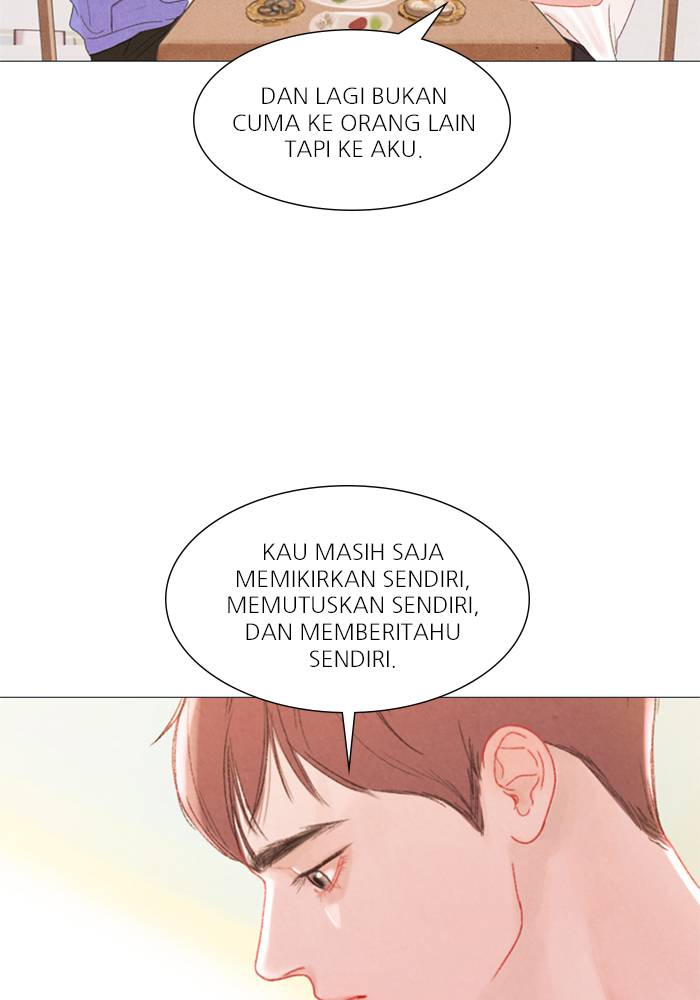 DAN LAGI BUKAN
CUMA KE ORANG LAIN
TAPI KE AKU.
KAU MASIH SAJA
MEMIKIRKAN SENDIRI,
MEMUTUSKAN SENDIRI,
DAN MEMBERITAHU
SENDIRI.